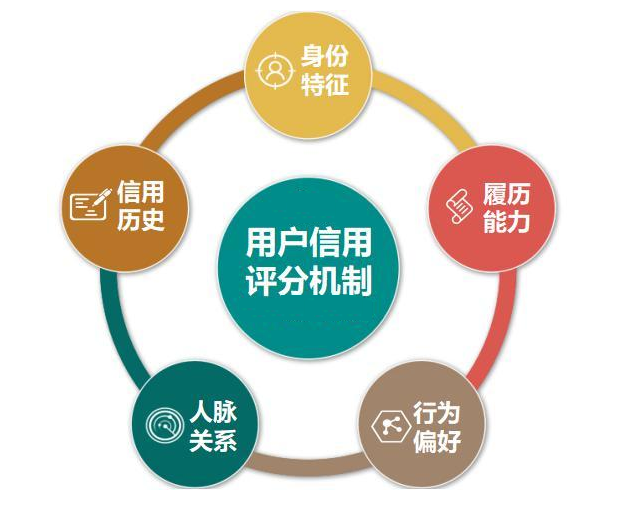 身份
特征
信用
历史
履历
能力
用户信用
评分机制
人脉
关系
行为
偏好